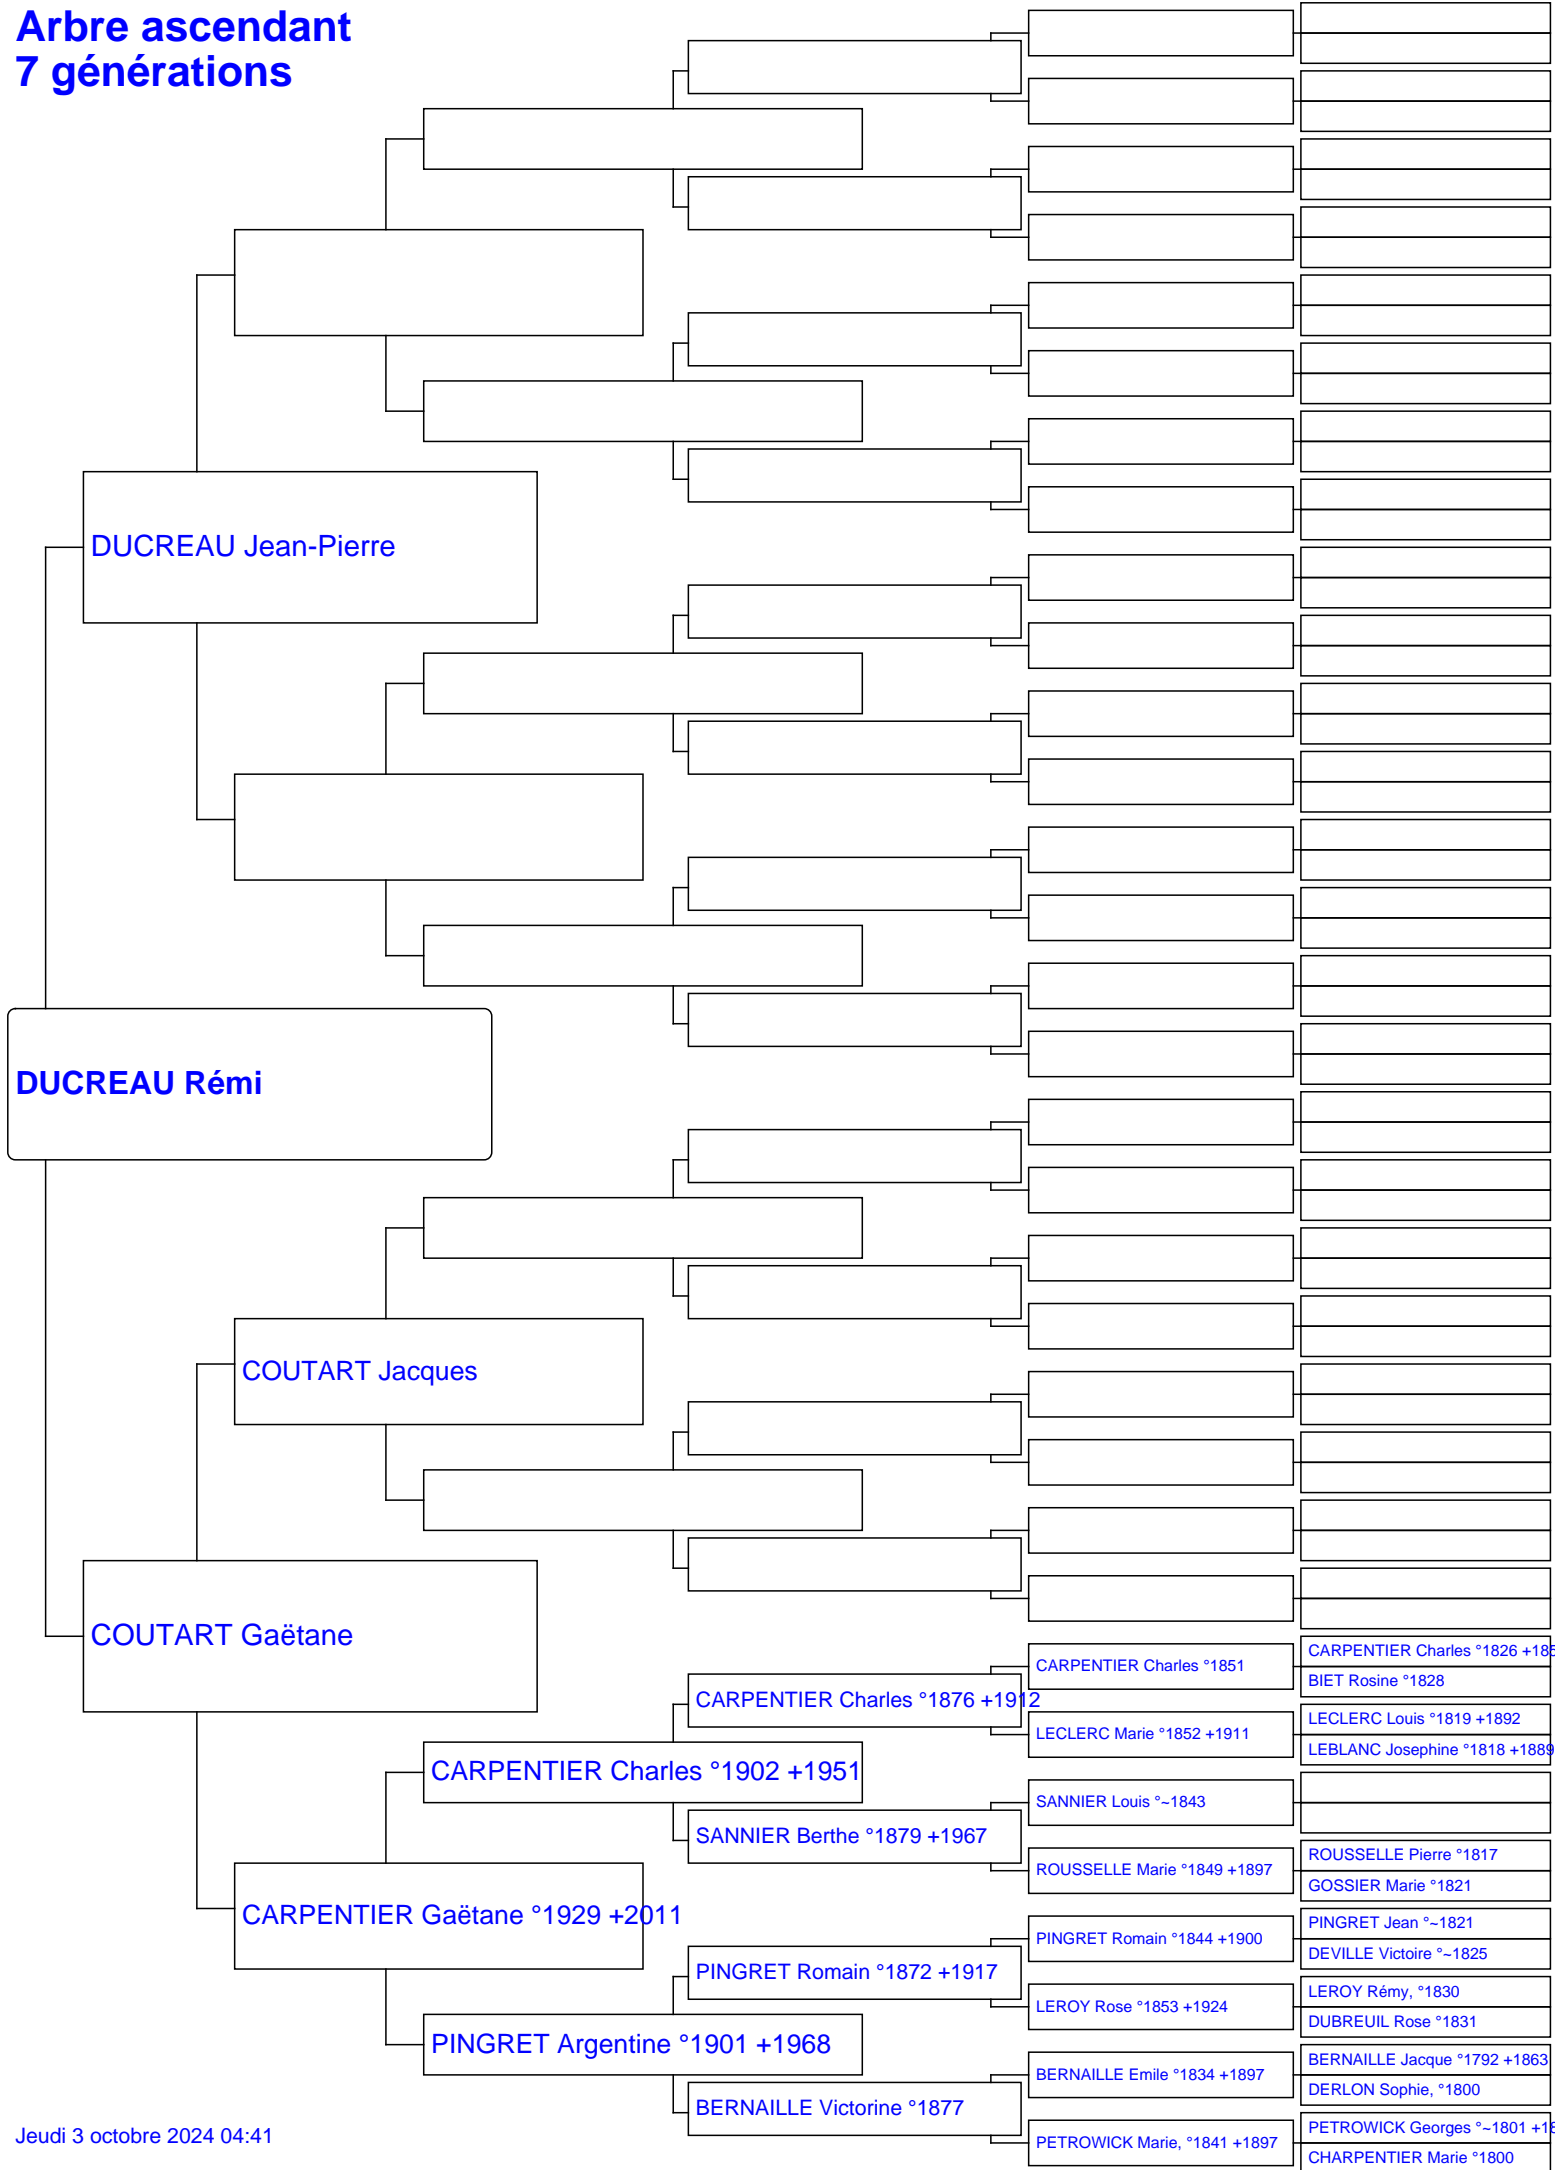 Arbre ascendant
7 générations
DUCREAU Jean-Pierre
DUCREAU Rémi
COUTART Jacques
COUTART Gaëtane
CARPENTIER Charles °1826 +185
CARPENTIER Charles °1851
BIET Rosine °1828
CARPENTIER Charles °1876 +1912
LECLERC Louis °1819 +1892
LECLERC Marie °1852 +1911
LEBLANC Josephine °1818 +1889
CARPENTIER Charles °1902 +1951
SANNIER Louis °~1843
SANNIER Berthe °1879 +1967
ROUSSELLE Pierre °1817
ROUSSELLE Marie °1849 +1897
GOSSIER Marie °1821
CARPENTIER Gaëtane °1929 +2011
PINGRET Jean °~1821
PINGRET Romain °1844 +1900
DEVILLE Victoire °~1825
PINGRET Romain °1872 +1917
LEROY Rémy, °1830
LEROY Rose °1853 +1924
DUBREUIL Rose °1831
PINGRET Argentine °1901 +1968
BERNAILLE Jacque °1792 +1863
BERNAILLE Emile °1834 +1897
DERLON Sophie, °1800
BERNAILLE Victorine °1877
PETROWICK Georges °~1801 +18
PETROWICK Marie, °1841 +1897
CHARPENTIER Marie °1800
Jeudi 3 octobre 2024 04:41